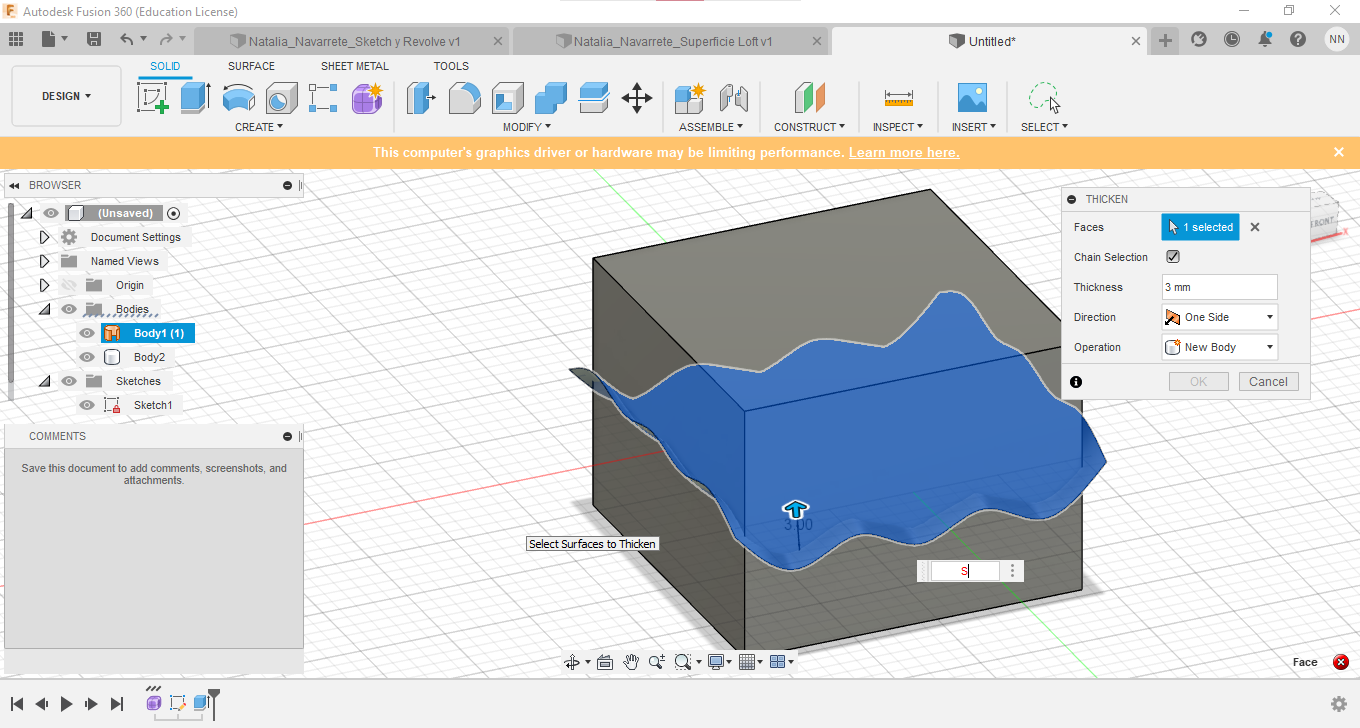 Autodesk Fusion 360 (Education License)
Natalia_Navarrete_Sketch y Revolve v1
Natalia_Navarrete_Superficie Loft v1
Untitled*
NN
DESIGN
SOLID
SURFACE
SHEET METAL
TOOLS
CREATE
MODIFY
ASSEMBLE
CONSTRUCT
INSPECT
INSERT
SELECT
This computer's graphics driver or hardware may be limiting performance. Learn more here.
BROWSER
(Unsaved)
Document Settings
Named Views
Origin
Bodies
Body1 (1)
Body2
Sketches
Sketch1
COMMENTS
Save this document to add comments, screenshots, and
attachments.
THICKEN
Faces
1 selected
Chain Selection
Thickness
3 mm
Direction
One Side
Operation
New Body
OK
Cancel
FRONT
X
3.00
Select Surfaces to Thicken
S
Face